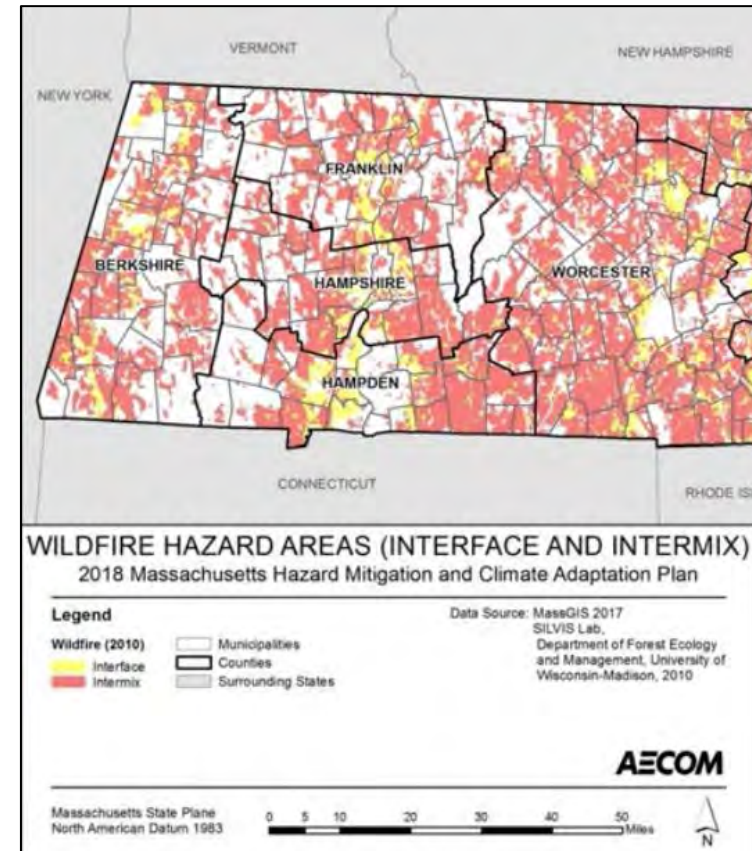 VERMONT
NEW HAMPSHIRE
NEW YORK
FRANKLIN
BERKSHIRE
HAMPSHIRE
WORCESTER
HAMPDEN
CONNECTICUT
RHODE IS
WILDFIRE HAZARD AREAS (INTERFACE AND INTERMIX)
2018 Massachusetts Hazard Mitigation and Climate Adaptation Plan
Legend
Wildfire (2010)
Interface
Intermix
Municipalities
Counties
Surrounding States
Data Source: MassGIS 2017
SILVIS Lab,
Department of Forest Ecology
and Management, University of
Wisconsin-Madison, 2010
AECOM
Massachusetts State Plane
North American Datum 1983
0 5 10 20 30 40 50
Miles
N